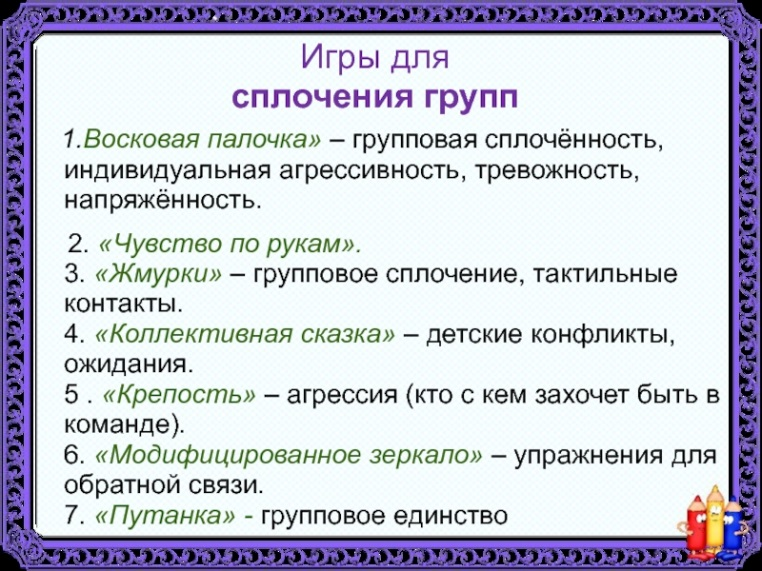 Игры для
сплочения групп
1.Восковая палочка» – групповая сплочённость,
индивидуальная агрессивность, тревожность,
напряжённость.
2. «Чувство по рукам».
3. «Жмурки» – групповое сплочение, тактильные
контакты.
4. «Коллективная сказка» – детские конфликты,
ожидания.
5 . «Крепость» – агрессия (кто с кем захочет быть в
команде).
6. «Модифицированное зеркало» – упражнения для
обратной связи.
7. «Путанка» - групповое единство